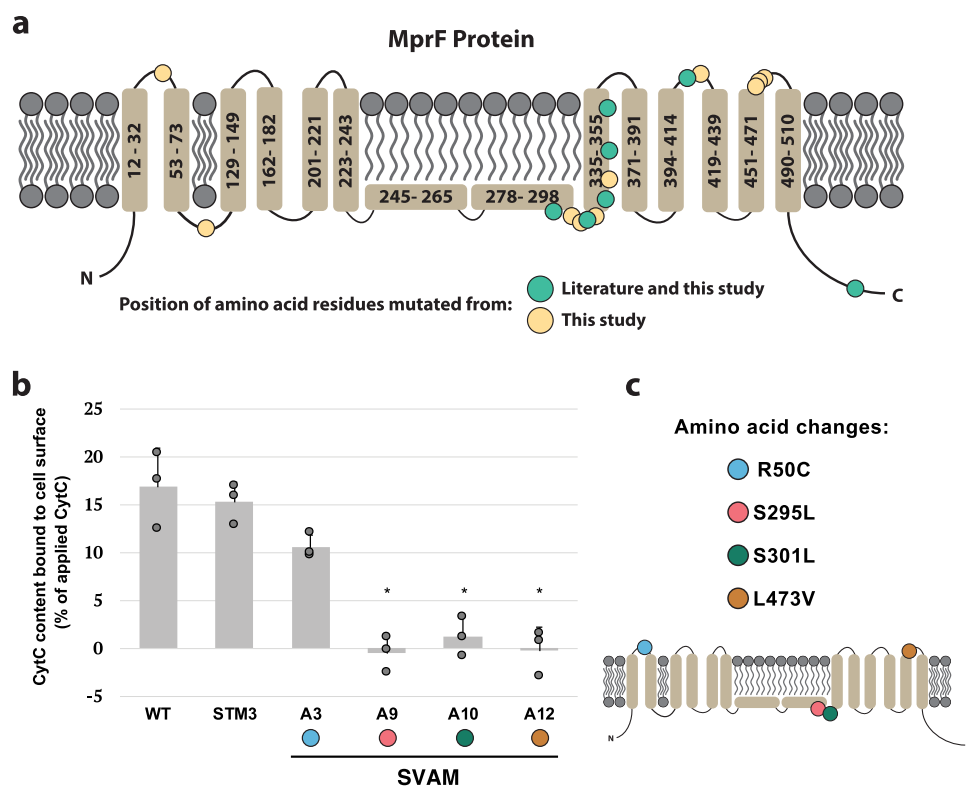 a
MprF Protein
12 - 32
53 - 73
129 - 149
162- 182
201 - 221
223 - 243
245- 265
278 - 298
335 - 355
371 - 391
394 - 414
419 - 439
451 - 471
490 - 510
N
C
Position of amino acid residues mutated from:
Literature and this study
This study
b
CytC content bound to cell surface
(% of applied CytC)
25
20
15
10
5
0
-5
* * *
WT STM3 A3 A9 A10 A12
SVAM
c
Amino acid changes:
R50C
S295L
S301L
L473V
N